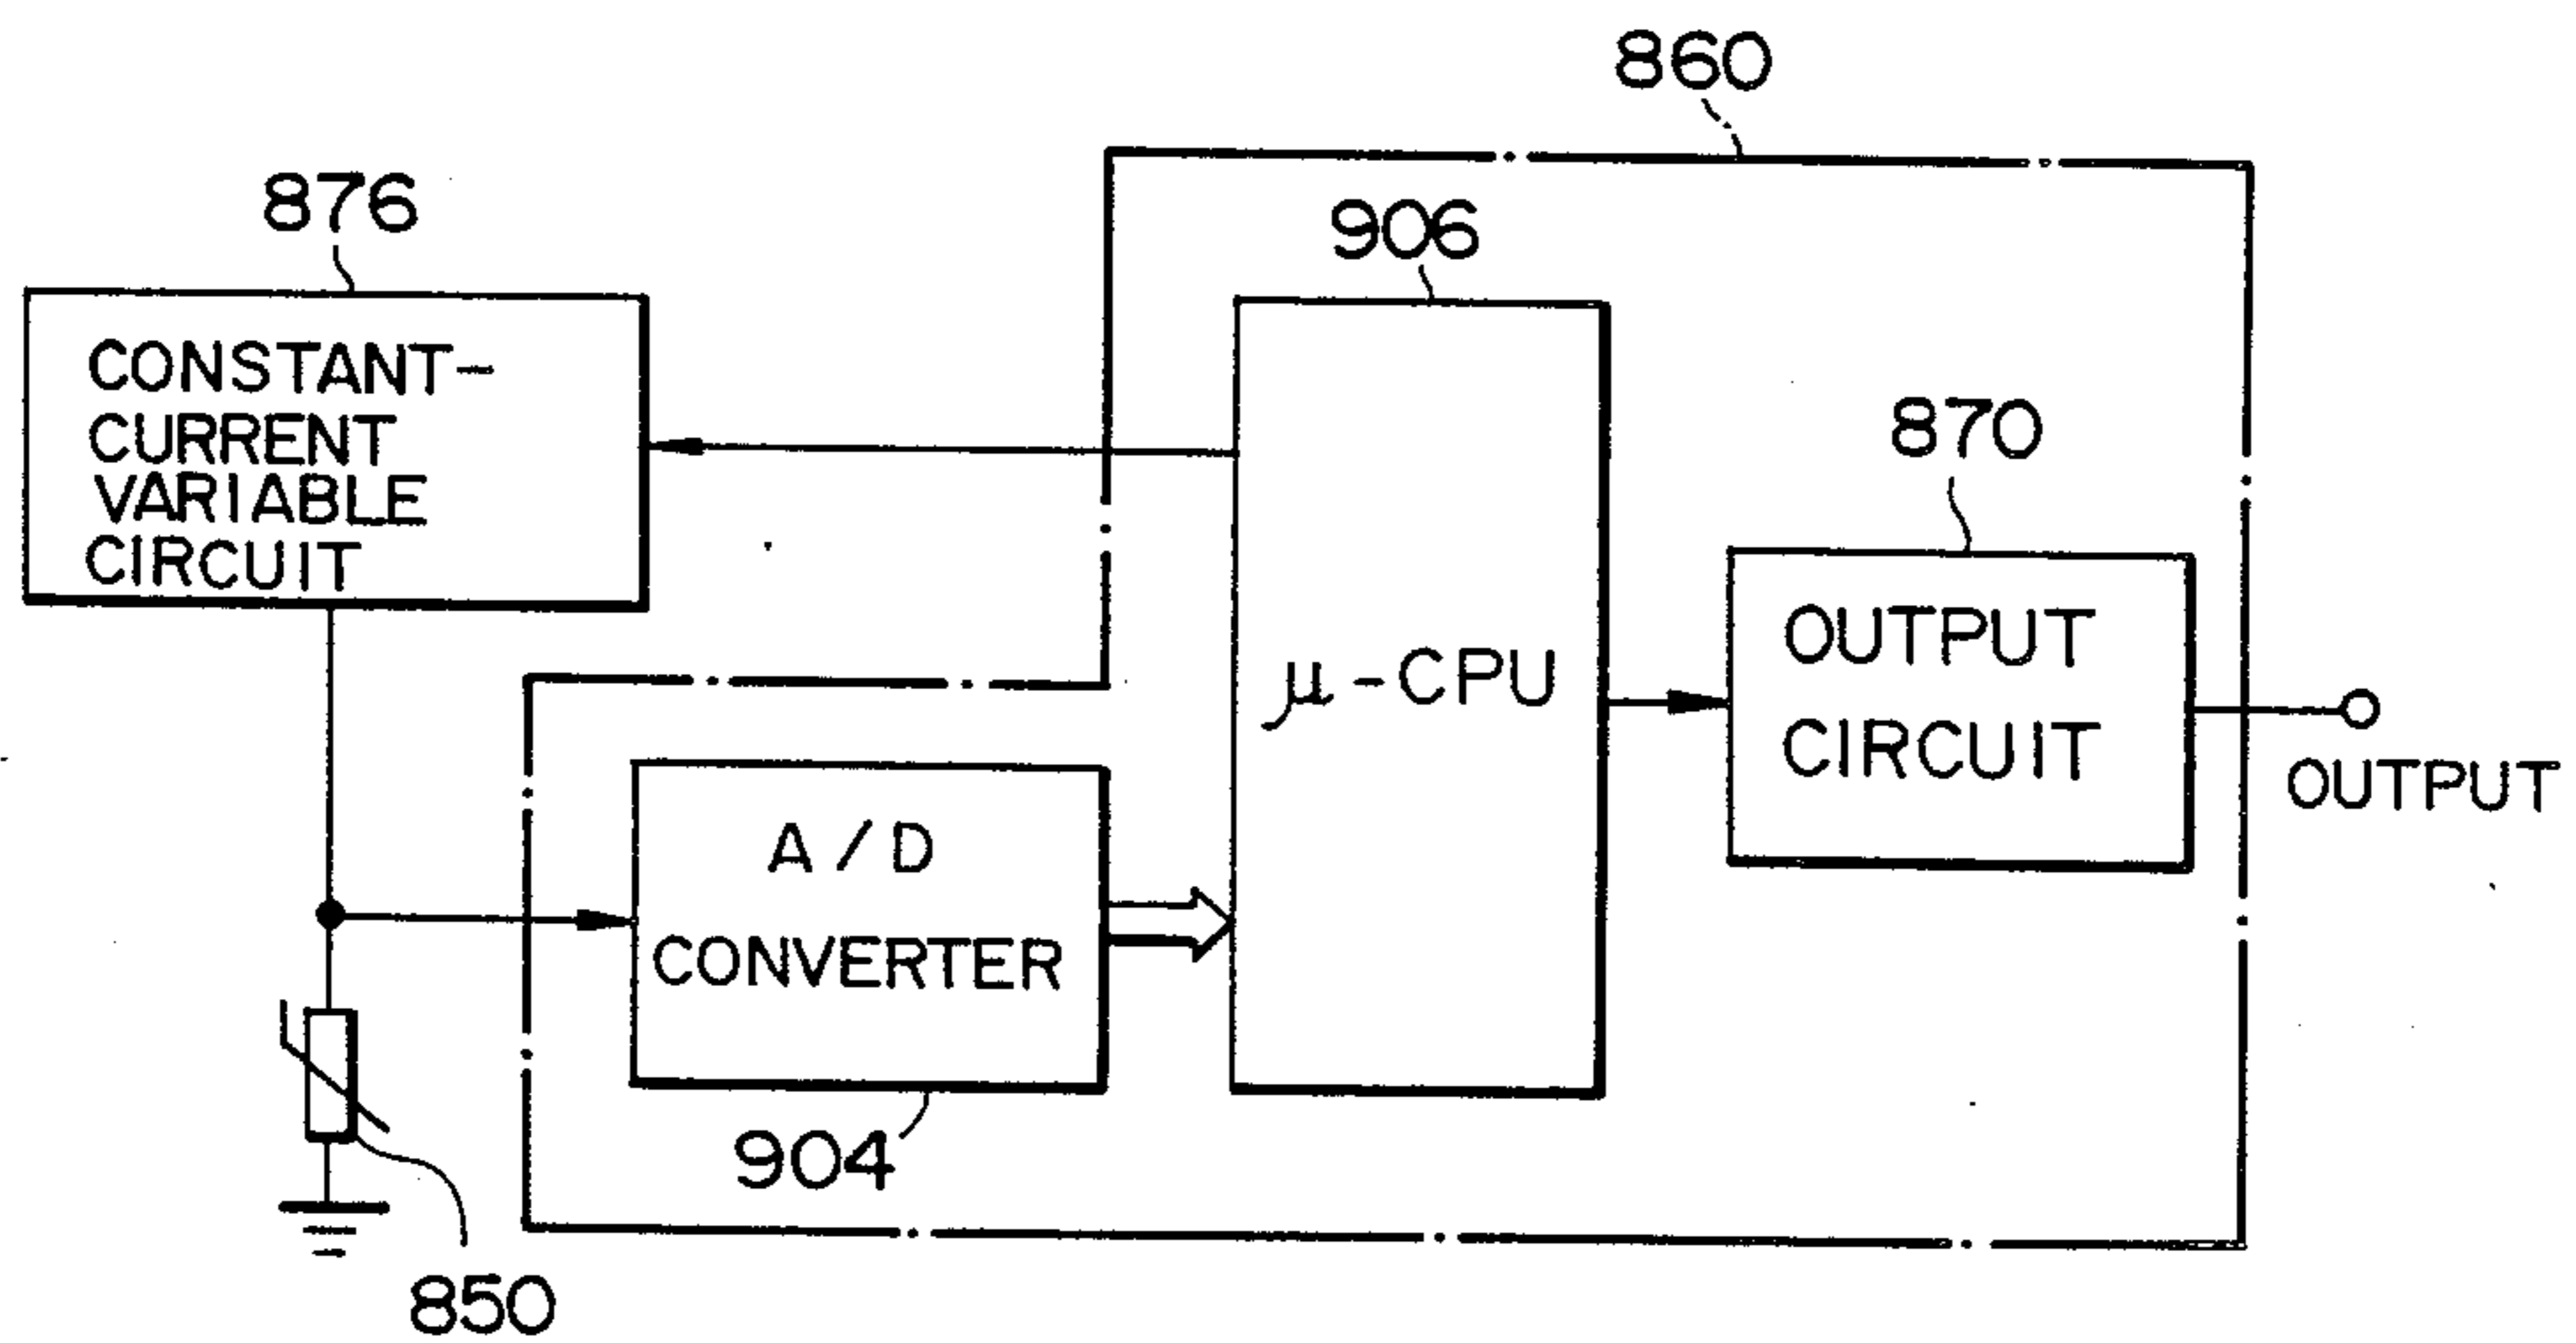 860
876
906
CONSTANT-
CURRENT
VARIABLE
CIRCUIT
870
μ-CPU
OUTPUT
CIRCUIT
OUTPUT
A/D
CONVERTER
904
850